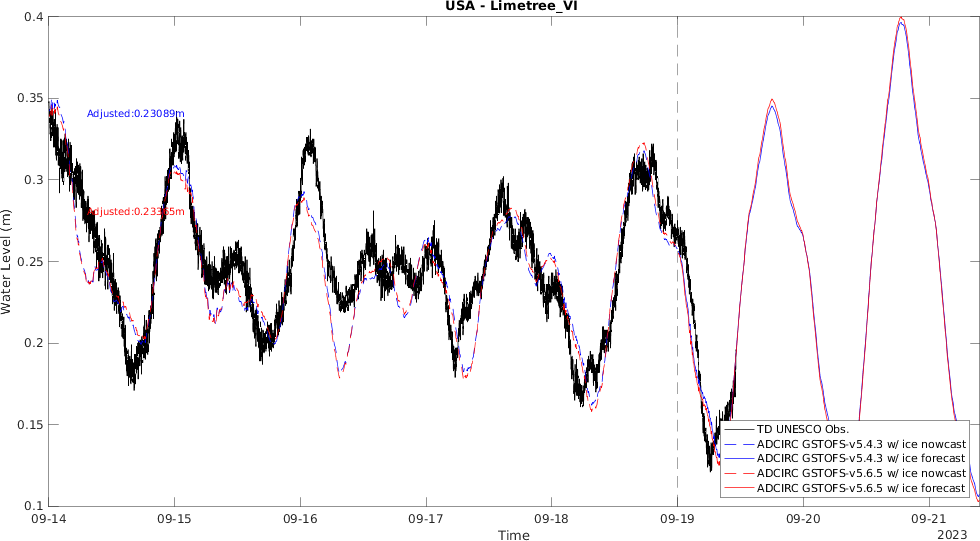 USA - Limetree_VI
0.4
0.35
0.3
0.25
0.2
0.15
0.1
Water Level (m)
Adjusted:0.23089m
Adjusted:0.23365m
TD UNESCO Obs.
ADCIRC GSTOFS-v5.4.3 w/ ice nowcast
ADCIRC GSTOFS-v5.4.3 w/ ice forecast
ADCIRC GSTOFS-v5.6.5 w/ ice nowcast
ADCIRC GSTOFS-v5.6.5 w/ ice forecast
09-14 09-15 09-16 09-17 09-18 09-19 09-20 09-21
Time
2023